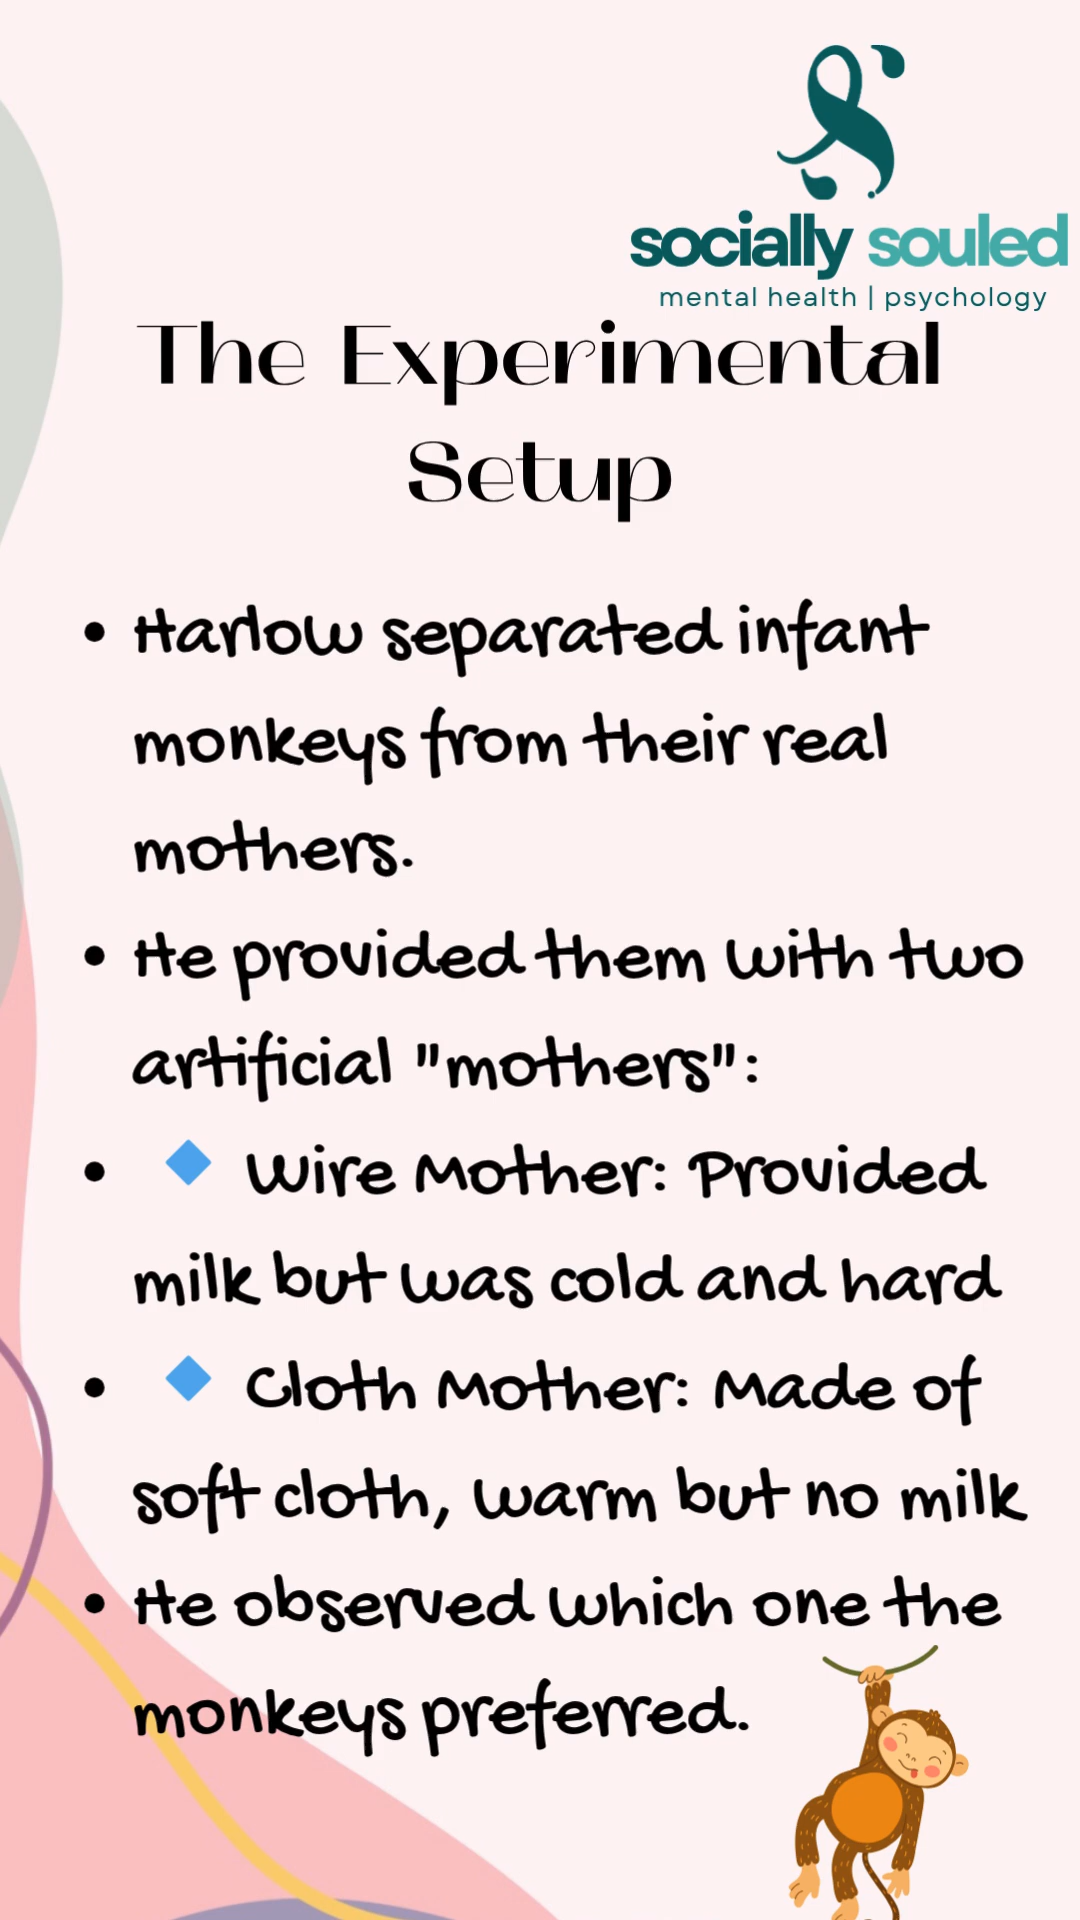 socially souled
mental health | psychology
The Experimental
Setup
• Harlow separated infant
monkeys from their real
mothers.
• He provided them with two
artificial "mothers":
• 🔹 Wire Mother: Provided
milk but was cold and hard
• 🔹 Cloth Mother: Made of
soft cloth, warm but no milk
• He observed which one the
monkeys preferred.